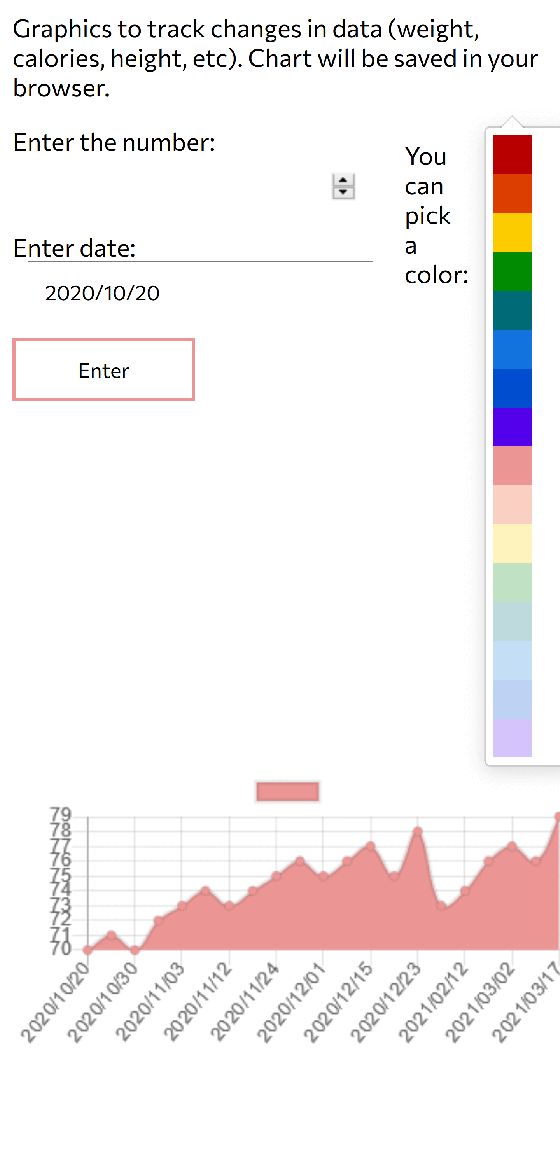 Graphics to track changes in data (weight,
calories, height, etc). Chart will be saved in your
browser.
Enter the number:
You
can
pick
a
color:
Enter date:
2020/10/20
Enter
79
78
77
76
75
74
73
72
71
70
2020/10/20
2020/10/30
2020/11/03
2020/11/12
2020/11/24
2020/12/01
2020/12/15
2020/12/23
2021/02/12
2021/03/02
2021/03/17